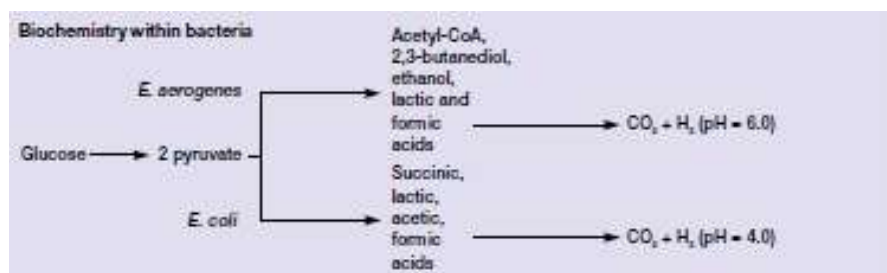 Biochemistry within bacteria
Acetyl-CoA,
2,3-butanediol,
ethanol,
lactic and
formic
acids
E. aerogenes
CO₂ + H₂ (pH = 6.0)
Glucose
2 pyruvate
Succinic,
lactic,
acetic,
formic
acids
E. coli
CO₂ + H₂ (pH = 4.0)